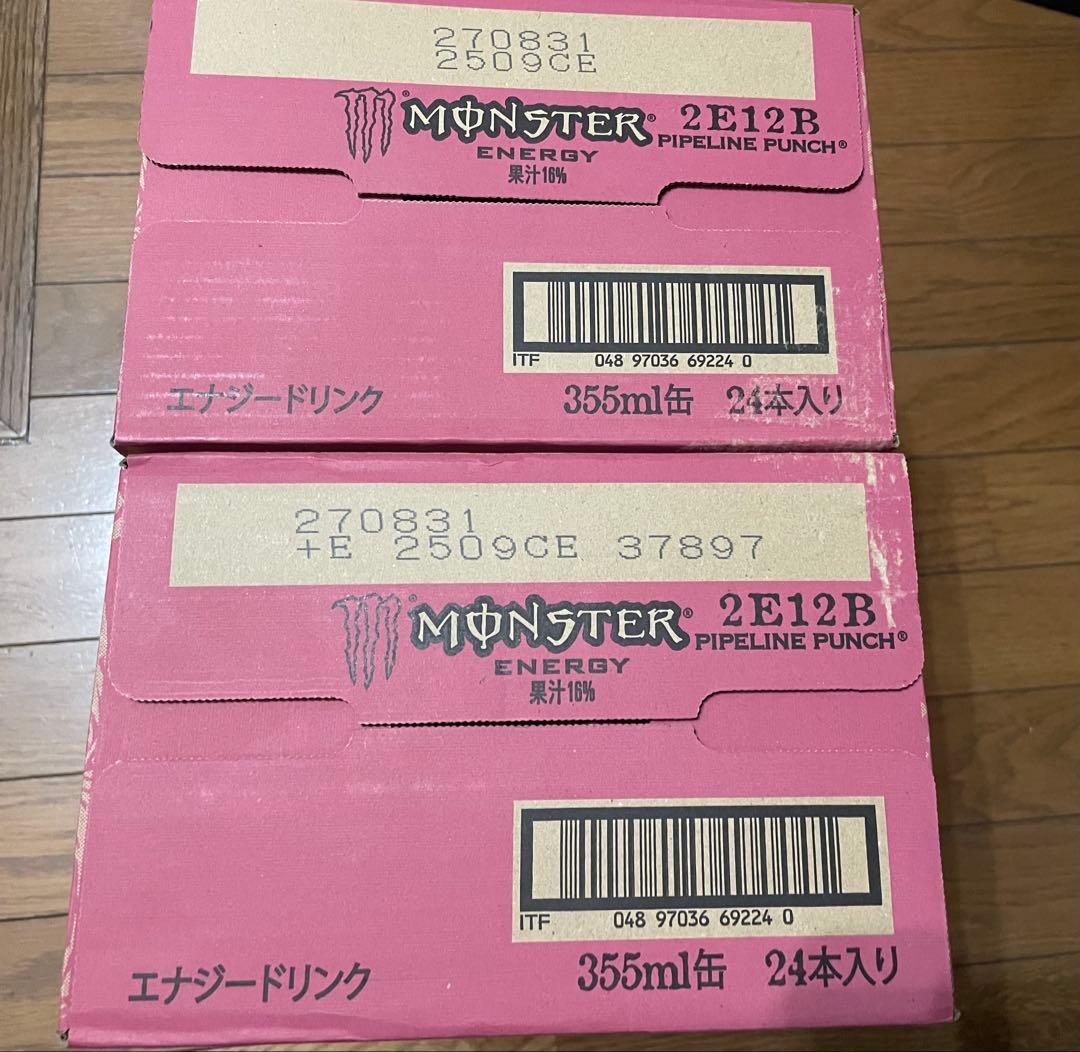 270831
2509CE
MONSTER® 2E12B
ENERGY PIPELINE PUNCH®
果汁16%
ITF 048 97036 69224 0
エナジードリンク 355ml缶 24本入り
270831
+E 2509CE 37897
MONSTER® 2E12B
ENERGY PIPELINE PUNCH®
果汁16%
ITF 048 97036 69224 0
エナジードリンク 355ml缶 24本入り